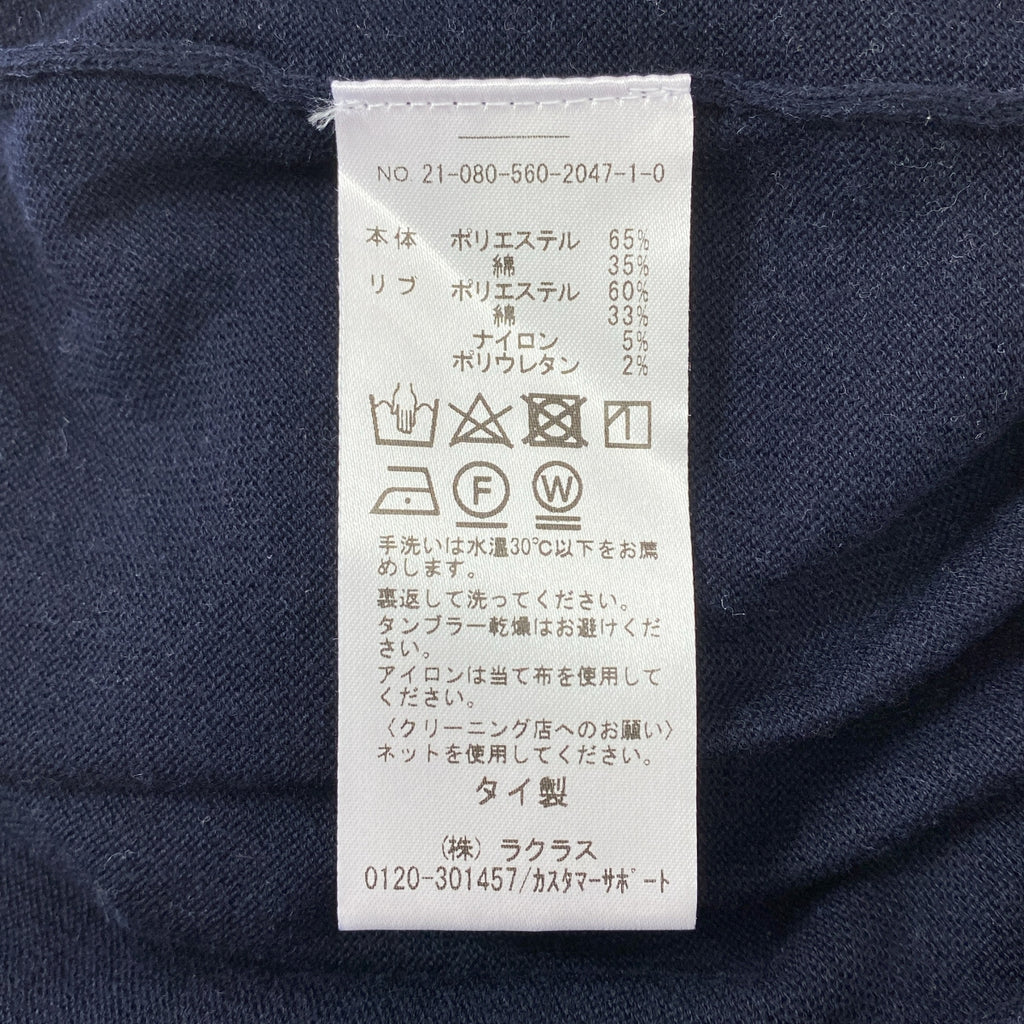 NO. 21-080-560-2047-1-0
本体 ポリエステル 65%
綿 35%
リブ ポリエステル 60%
綿 33%
ナイロン 5%
ポリウレタン 2%
F W
手洗いは水温30℃以下をお薦
めします。
裏返して洗ってください。
タンブラー乾燥はお避けくだ
さい。
アイロンは当て布を使用して
ください。
〈クリーニング店へのお願い〉
ネットを使用してください。
タイ製
(株) ラクラス
0120-301457/ｶｽﾀﾏｰｻﾎﾟｰﾄ